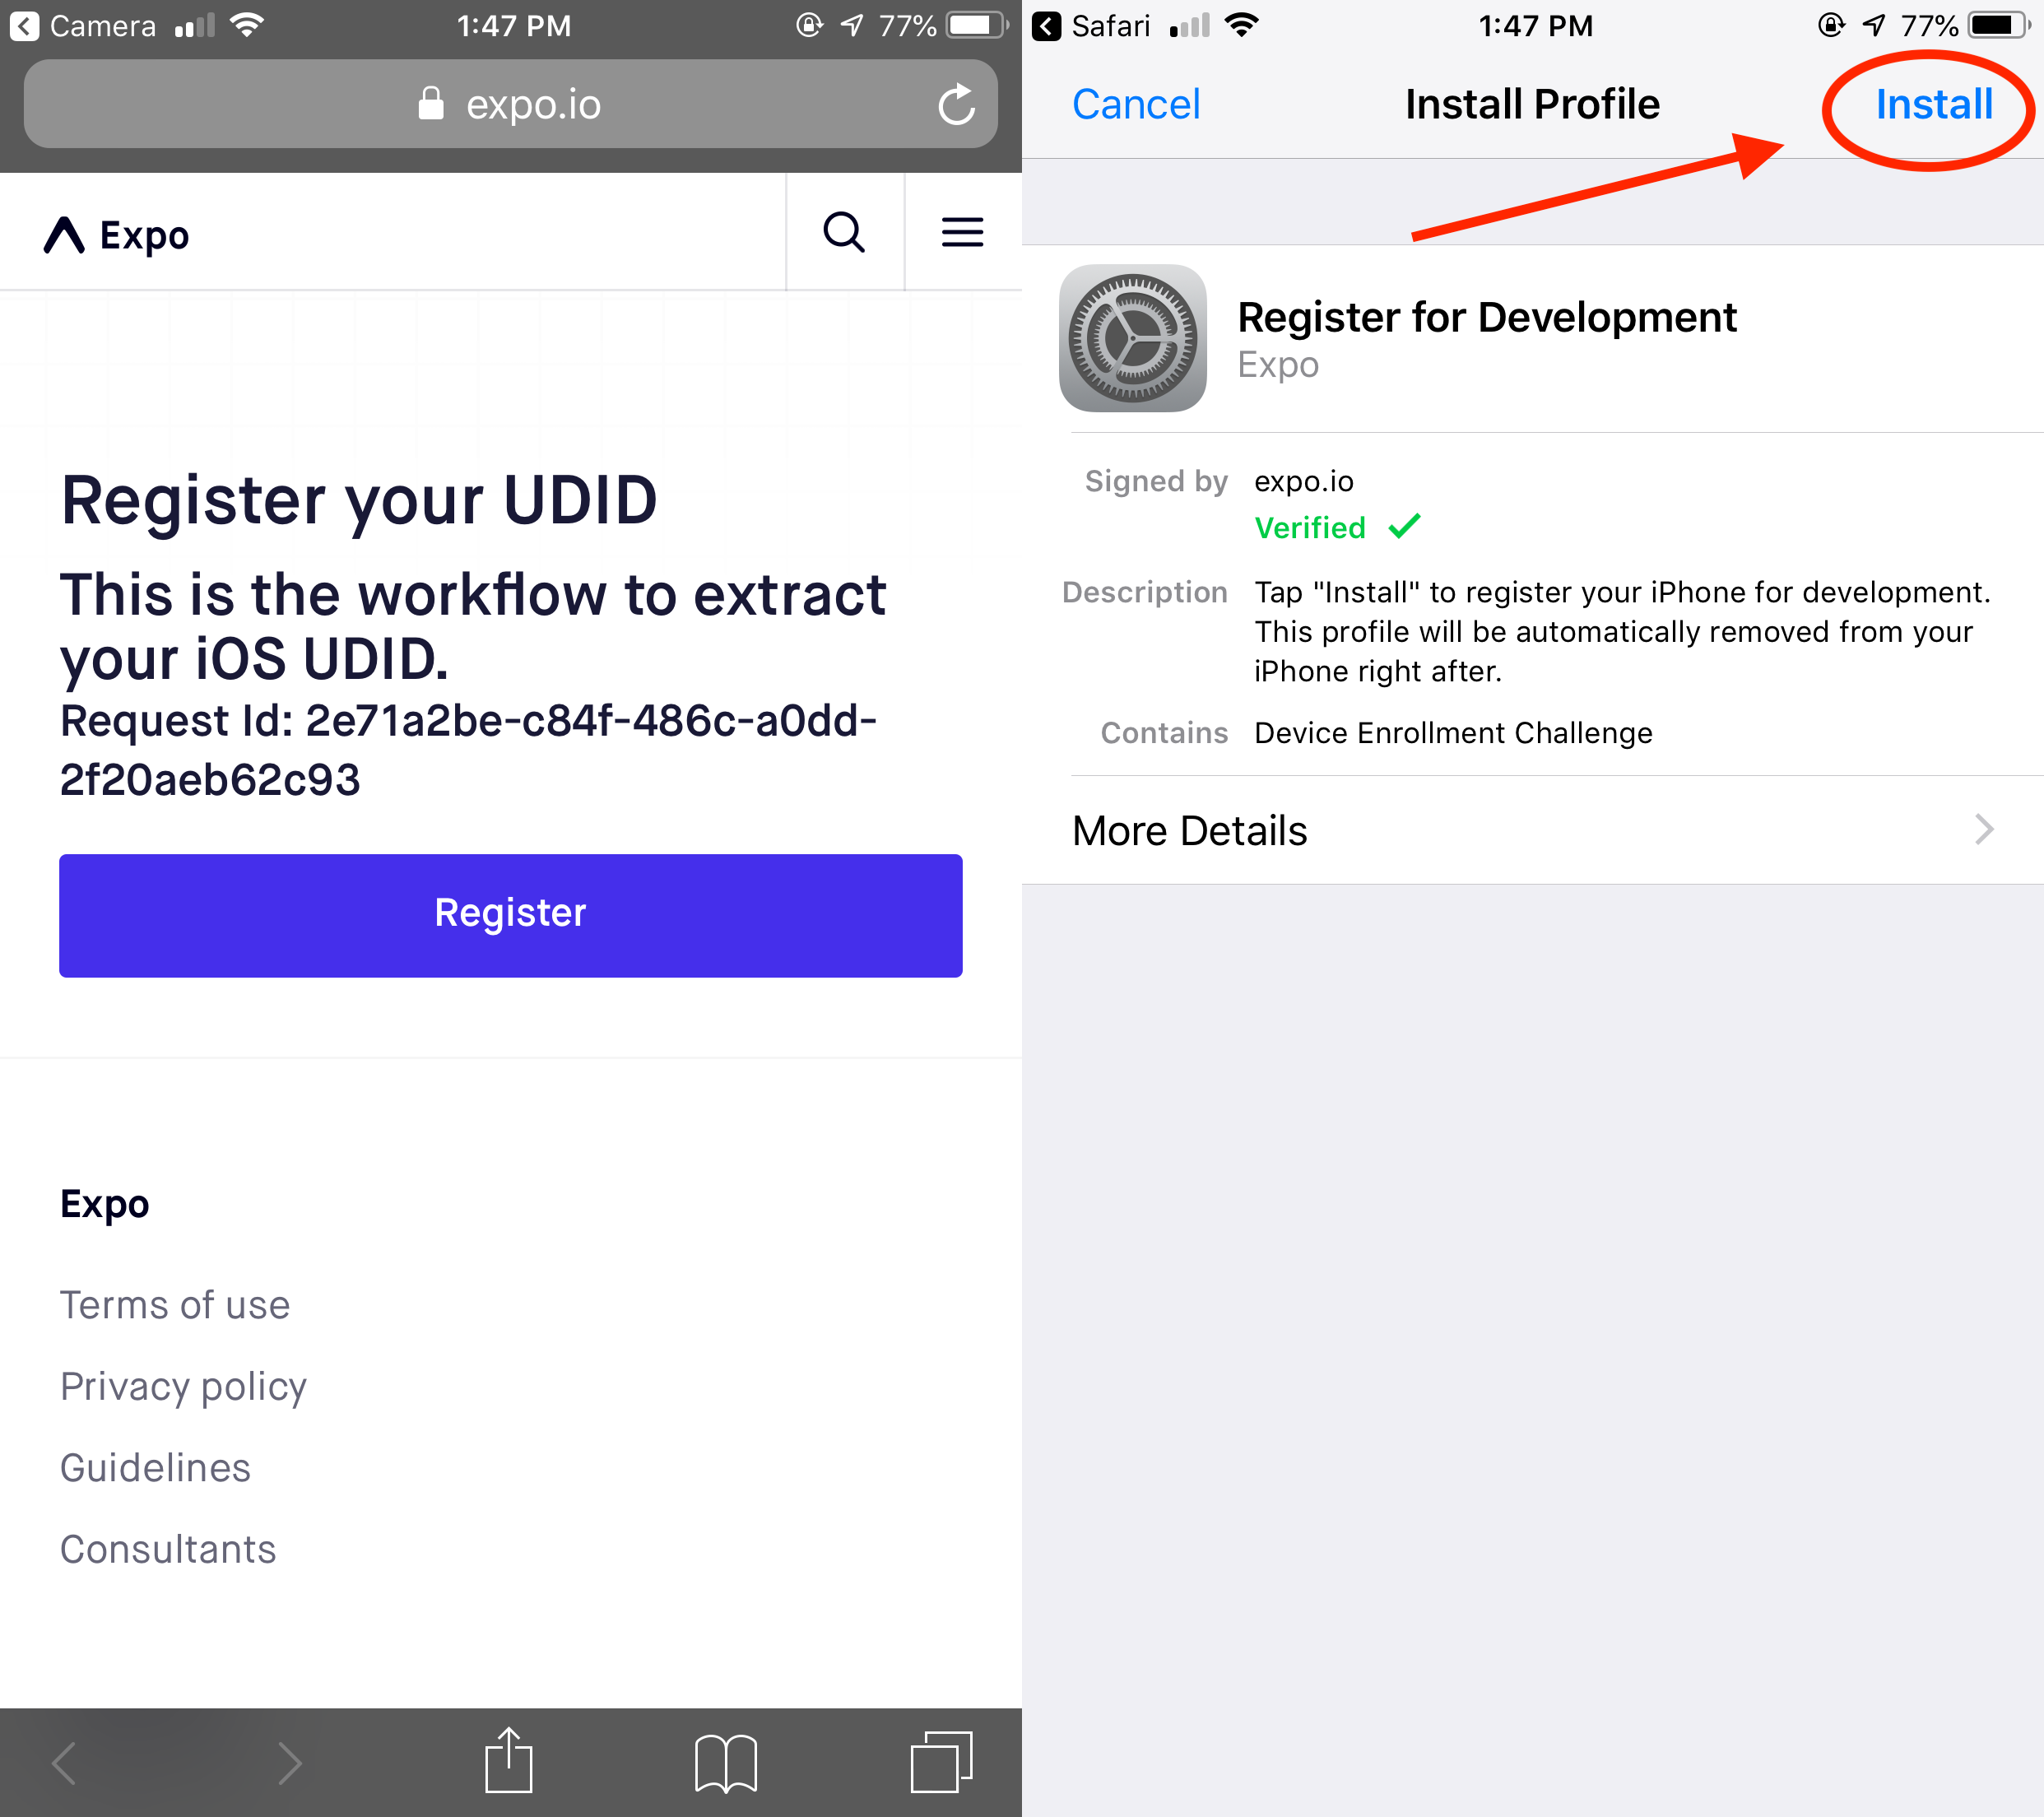 Camera 1:47 PM 77%
expo.io
Expo
Register your UDID
This is the workflow to extract
your iOS UDID.
Request Id: 2e71a2be-c84f-486c-a0dd-
2f20aeb62c93
Register
Expo
Terms of use
Privacy policy
Guidelines
Consultants
Safari 1:47 PM 77%
Cancel Install Profile Install
Register for Development
Expo
Signed by expo.io
Verified
Description Tap "Install" to register your iPhone for development.
This profile will be automatically removed from your
iPhone right after.
Contains Device Enrollment Challenge
More Details